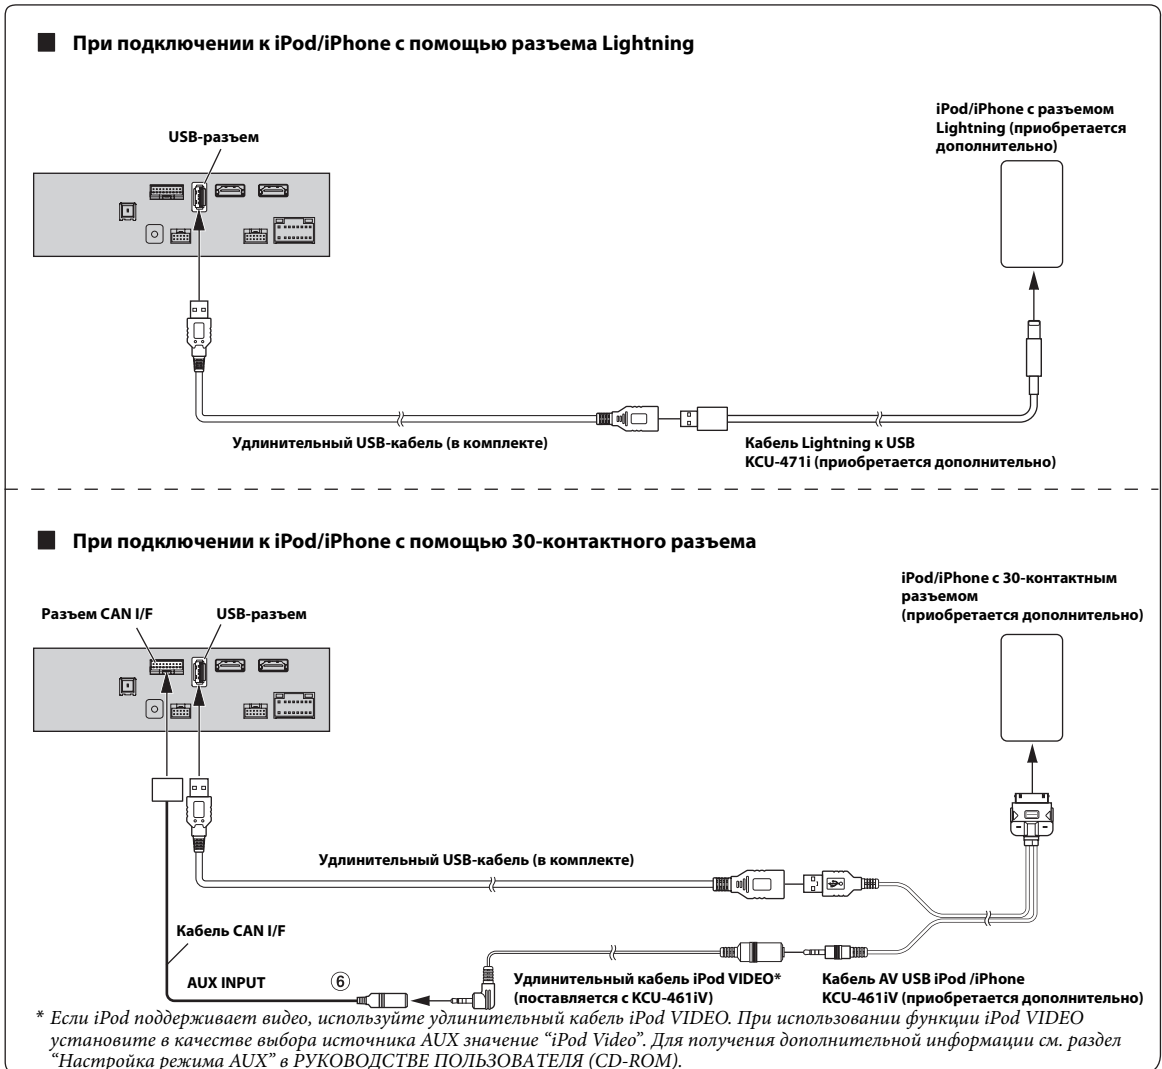 При подключении к iPod/iPhone с помощью разъема Lightning
iPod/iPhone с разъемом
Lightning (приобретается
дополнительно)
USB-разъем
Удлинительный USB-кабель (в комплекте)
Кабель Lightning к USB
KCU-471i (приобретается дополнительно)
При подключении к iPod/iPhone с помощью 30-контактного разъема
iPod/iPhone с 30-контактным
разъемом
(приобретается дополнительно)
Разъем CAN I/F
USB-разъем
Удлинительный USB-кабель (в комплекте)
Кабель CAN I/F
AUX INPUT
⑥
Удлинительный кабель iPod VIDEO*
(поставляется с KCU-461iV)
Кабель AV USB iPod /iPhone
KCU-461iV (приобретается дополнительно)
* Если iPod поддерживает видео, используйте удлинительный кабель iPod VIDEO. При использовании функции iPod VIDEO
установите в качестве выбора источника AUX значение “iPod Video”. Для получения дополнительной информации см. раздел
“Настройка режима AUX” в РУКОВОДСТВЕ ПОЛЬЗОВАТЕЛЯ (CD-ROM).